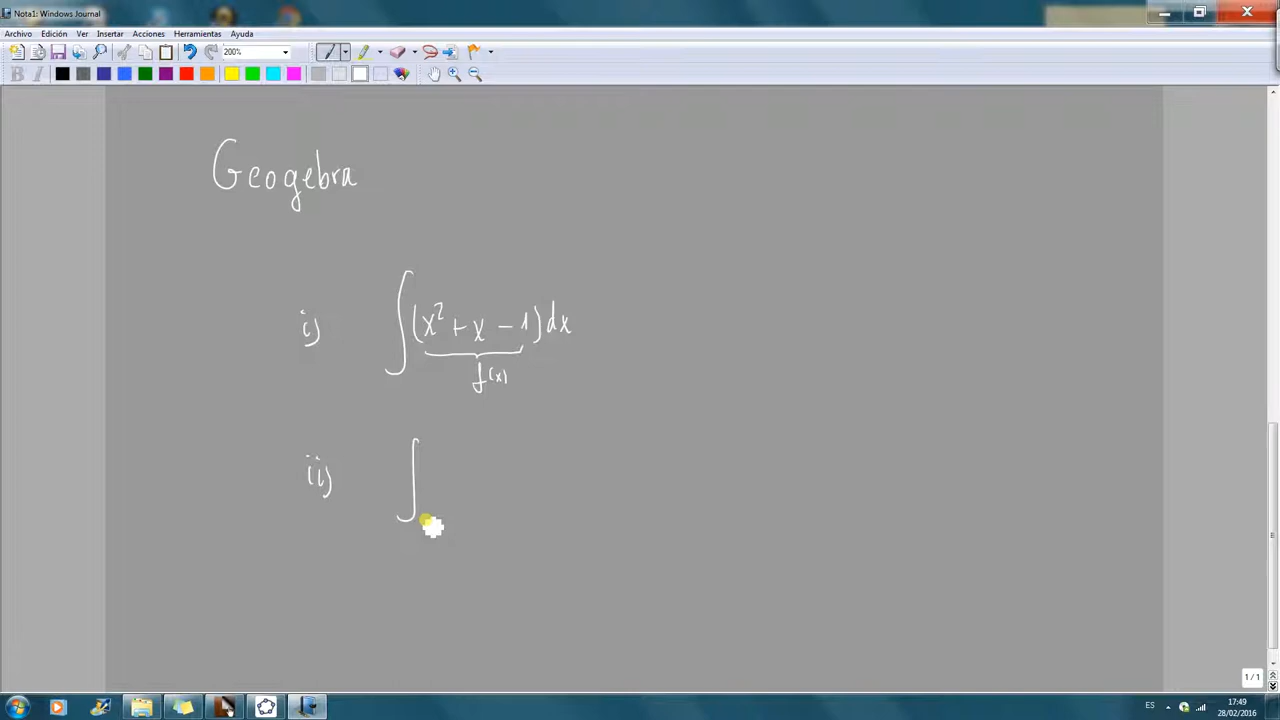 Nota1: Windows Journal
Archivo Edición Ver Insertar Acciones Herramientas Ayuda
200%
B I
Geogebra
i) ∫(x² + x − 1)dx
f(x)
ii) ∫
1/1
ES 17:49
28/02/2016